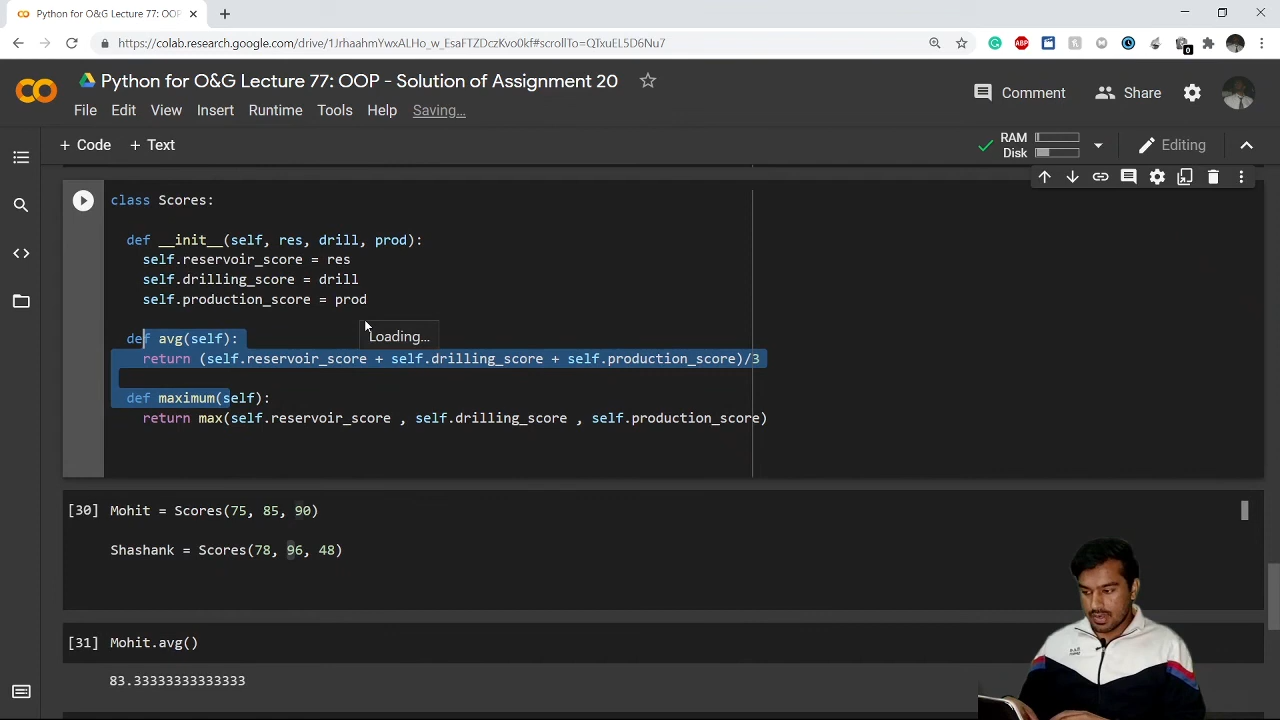 Python for O&G Lecture 77: OOP
https://colab.research.google.com/drive/1JrhaahmYwxALHo_w_EsaFTZDczKvo0kf#scrollTo=QTxuEL5D6Nu7
Python for O&G Lecture 77: OOP - Solution of Assignment 20
Comment
Share
File Edit View Insert Runtime Tools Help Saving...
+ Code + Text
RAM
Disk
Editing
class Scores:
def __init__(self, res, drill, prod):
self.reservoir_score = res
self.drilling_score = drill
self.production_score = prod
Loading...
def avg(self):
return (self.reservoir_score + self.drilling_score + self.production_score)/3
def maximum(self):
return max(self.reservoir_score , self.drilling_score , self.production_score)
[30] Mohit = Scores(75, 85, 90)
Shashank = Scores(78, 96, 48)
[31] Mohit.avg()
83.33333333333333